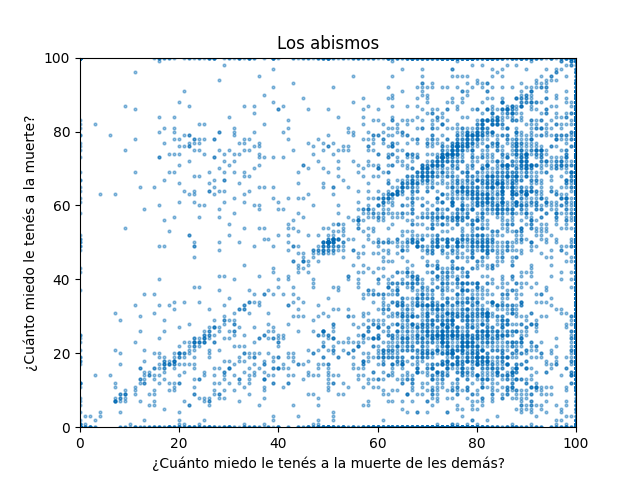 Los abismos
100
80
60
40
20
0
¿Cuánto miedo le tenés a la muerte?
0 20 40 60 80 100
¿Cuánto miedo le tenés a la muerte de les demás?